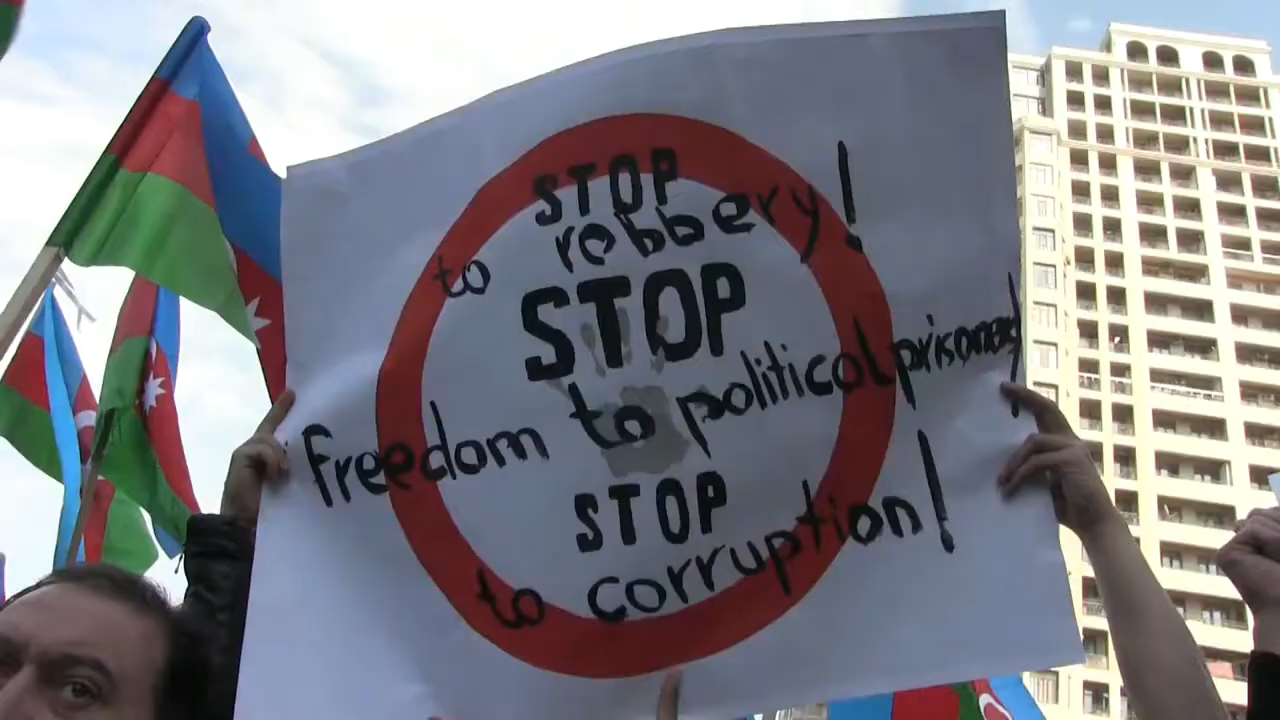 STOP
to robbery!
STOP
freedom to political prisoners!
STOP
to corruption!